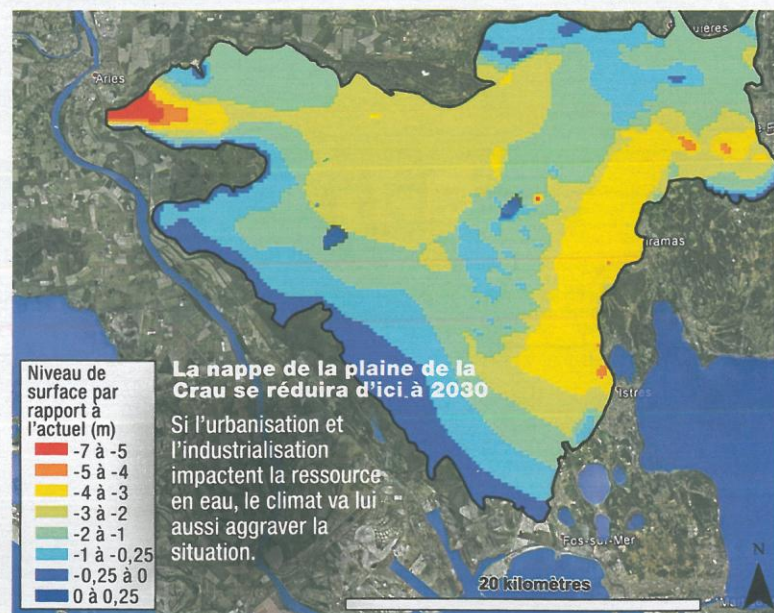 uières
Arles
iramas
Istres
Fos-sur-Mer
N
20 kilomètres
La nappe de la plaine de la
Crau se réduira d'ici à 2030
Si l'urbanisation et
l'industrialisation
impactent la ressource
en eau, le climat va lui
aussi aggraver la
situation.
Niveau de
surface par
rapport à
l'actuel (m)
-7 à -5
-5 à -4
-4 à -3
-3 à -2
-2 à -1
-1 à -0,25
-0,25 à 0
0 à 0,25